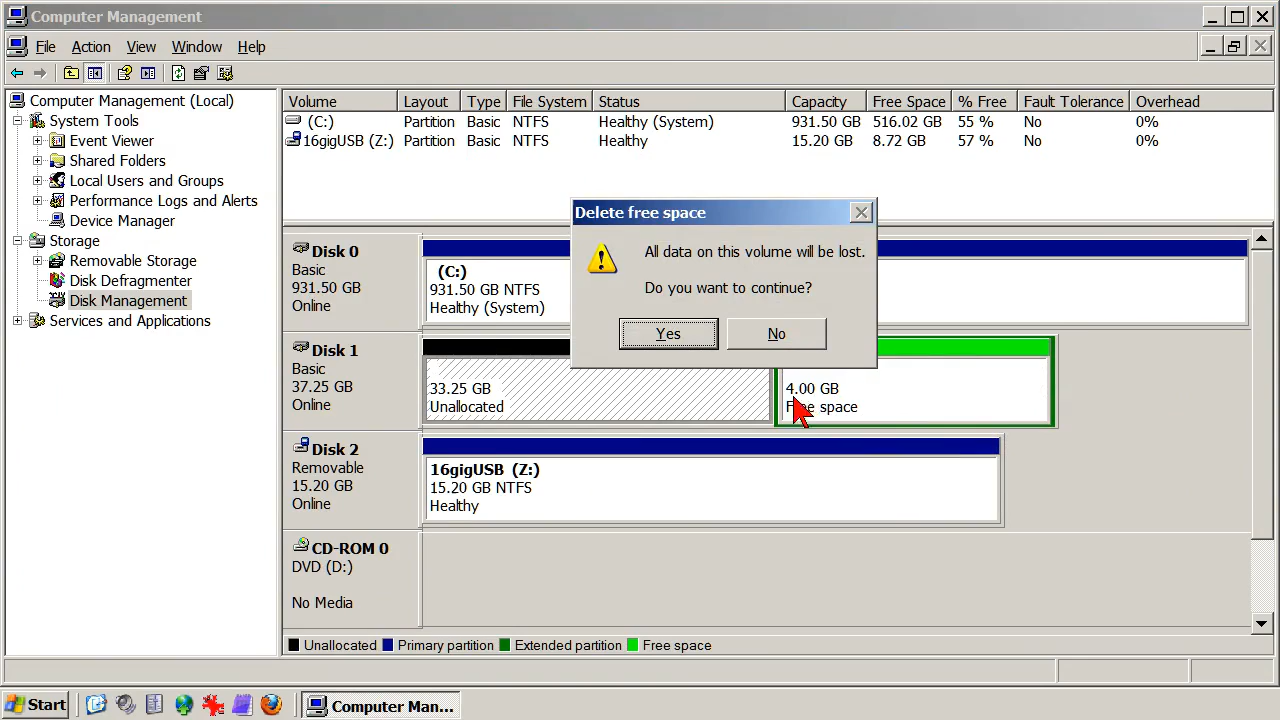 Computer Management
File Action View Window Help
Computer Management (Local)
System Tools
Event Viewer
Shared Folders
Local Users and Groups
Performance Logs and Alerts
Device Manager
Storage
Removable Storage
Disk Defragmenter
Disk Management
Services and Applications
Volume Layout Type File System Status Capacity Free Space % Free Fault Tolerance Overhead
(C:) Partition Basic NTFS Healthy (System) 931.50 GB 516.02 GB 55 % No 0%
16gigUSB (Z:) Partition Basic NTFS Healthy 15.20 GB 8.72 GB 57 % No 0%
Delete free space
All data on this volume will be lost.
Do you want to continue?
Yes No
Disk 0
Basic
931.50 GB
Online
(C:)
931.50 GB NTFS
Healthy (System)
Disk 1
Basic
37.25 GB
Online
33.25 GB
Unallocated
4.00 GB
Free space
Disk 2
Removable
15.20 GB
Online
16gigUSB (Z:)
15.20 GB NTFS
Healthy
CD-ROM 0
DVD (D:)
No Media
Unallocated Primary partition Extended partition Free space
Start Computer Man...